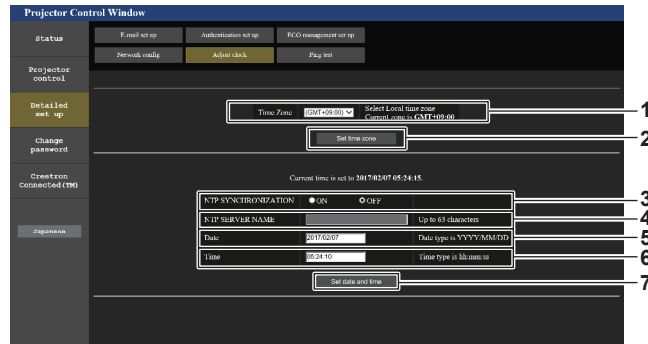 Projector Control Window
Status
Projector control
Detailed set up
Change password
Crestron Connected(TM)
Japanese
E-mail set up
Authentication set up
ECO management set up
Network config
Adjust clock
Ping test
Time Zone
(GMT+09:00)
Select Local time zone
Current zone is GMT+09:00
1
Set time zone
2
Current time is set to 2017/02/07 05:24:15.
NTP SYNCHRONIZATION ON OFF
3
NTP SERVER NAME Up to 63 characters
4
Date 2017/02/07 Date type is YYYY/MM/DD
5
Time 05:24:10 Time type is hh:mm:ss
6
Set date and time
7